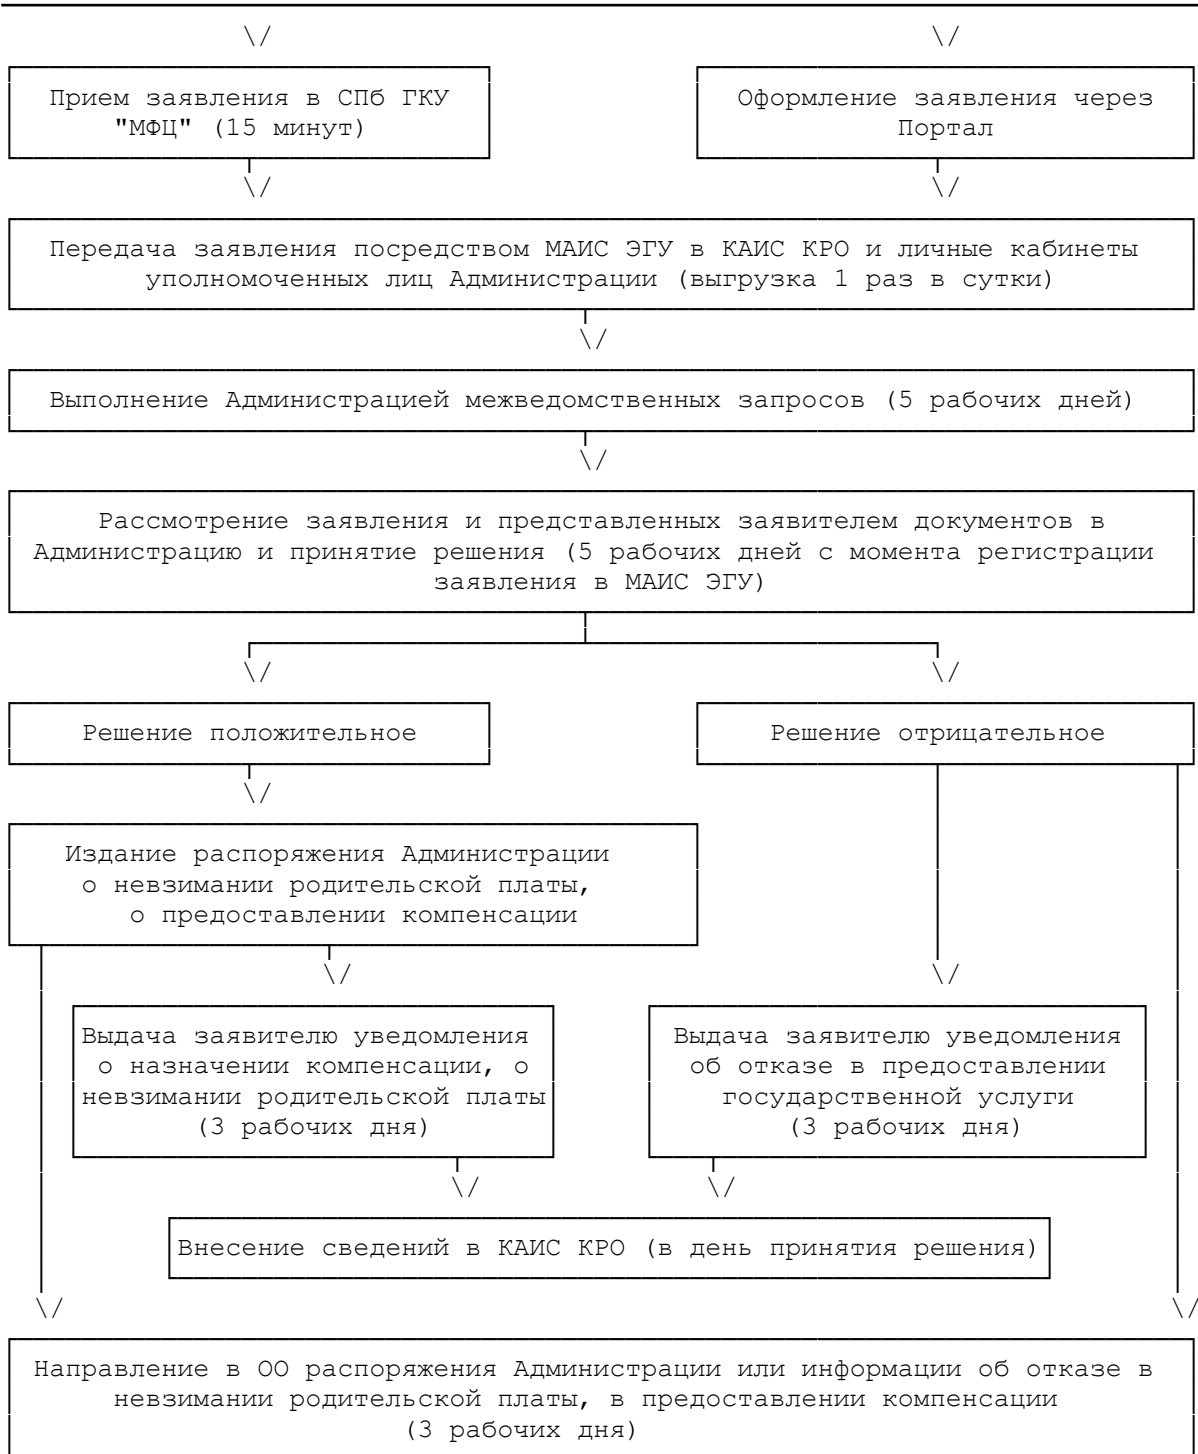 Прием заявления в СПб ГКУ
"МФЦ" (15 минут)
Оформление заявления через
Портал
Передача заявления посредством МАИС ЭГУ в КАИС КРО и личные кабинеты
уполномоченных лиц Администрации (выгрузка 1 раз в сутки)
Выполнение Администрацией межведомственных запросов (5 рабочих дней)
Рассмотрение заявления и представленных заявителем документов в
Администрацию и принятие решения (5 рабочих дней с момента регистрации
заявления в МАИС ЭГУ)
Решение положительное
Решение отрицательное
Издание распоряжения Администрации
о невзимании родительской платы,
о предоставлении компенсации
Выдача заявителю уведомления
о назначении компенсации, о
невзимании родительской платы
(3 рабочих дня)
Выдача заявителю уведомления
об отказе в предоставлении
государственной услуги
(3 рабочих дня)
Внесение сведений в КАИС КРО (в день принятия решения)
Направление в ОО распоряжения Администрации или информации об отказе в
невзимании родительской платы, в предоставлении компенсации
(3 рабочих дня)